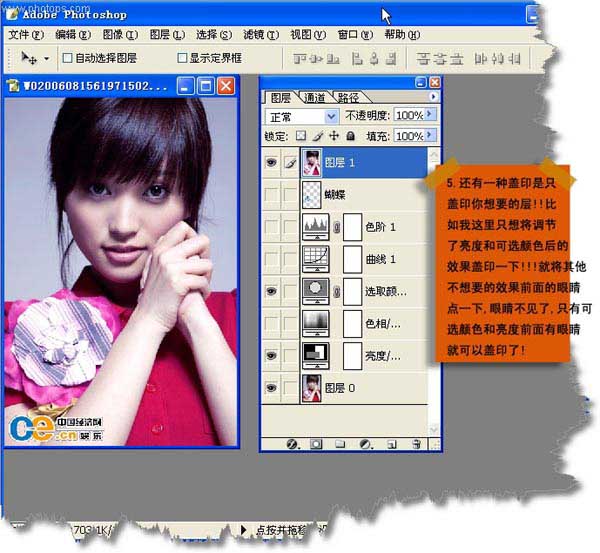 www.photops.com
Adobe Photoshop
文件(F) 编辑(E) 图像(I) 图层(L) 选择(S) 滤镜(T) 视图(V) 窗口(W) 帮助(H)
自动选择图层 显示定界框
W02006081561971502...
图层 通道 路径
正常 不透明度: 100%
锁定: 填充: 100%
图层 1
蝴蝶
色阶 1
曲线 1
选取颜...
色相/...
亮度/...
图层 0
5.还有一种盖印是只
盖印你想要的层!!比
如我这里只想将调节
了亮度和可选颜色后的
效果盖印一下!!!就将其他
不想要的效果前面的眼睛
点一下,眼睛不见了,只有可
选颜色和亮度前面有眼睛
就可以盖印了!
ce.cn
中国经济网
娱乐
703.1K/
点按并拖移